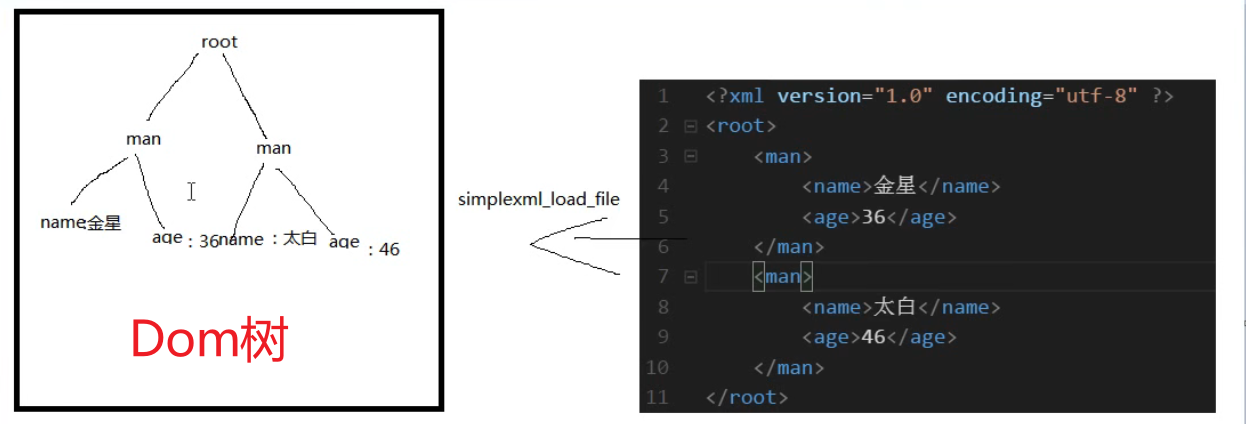 root
man
man
name金星
age：36
name：太白
age：46
Dom树
simplexml_load_file
1 <?xml version="1.0" encoding="utf-8" ?>
2 <root>
3 <man>
4 <name>金星</name>
5 <age>36</age>
6 </man>
7 <man>
8 <name>太白</name>
9 <age>46</age>
10 </man>
11 </root>